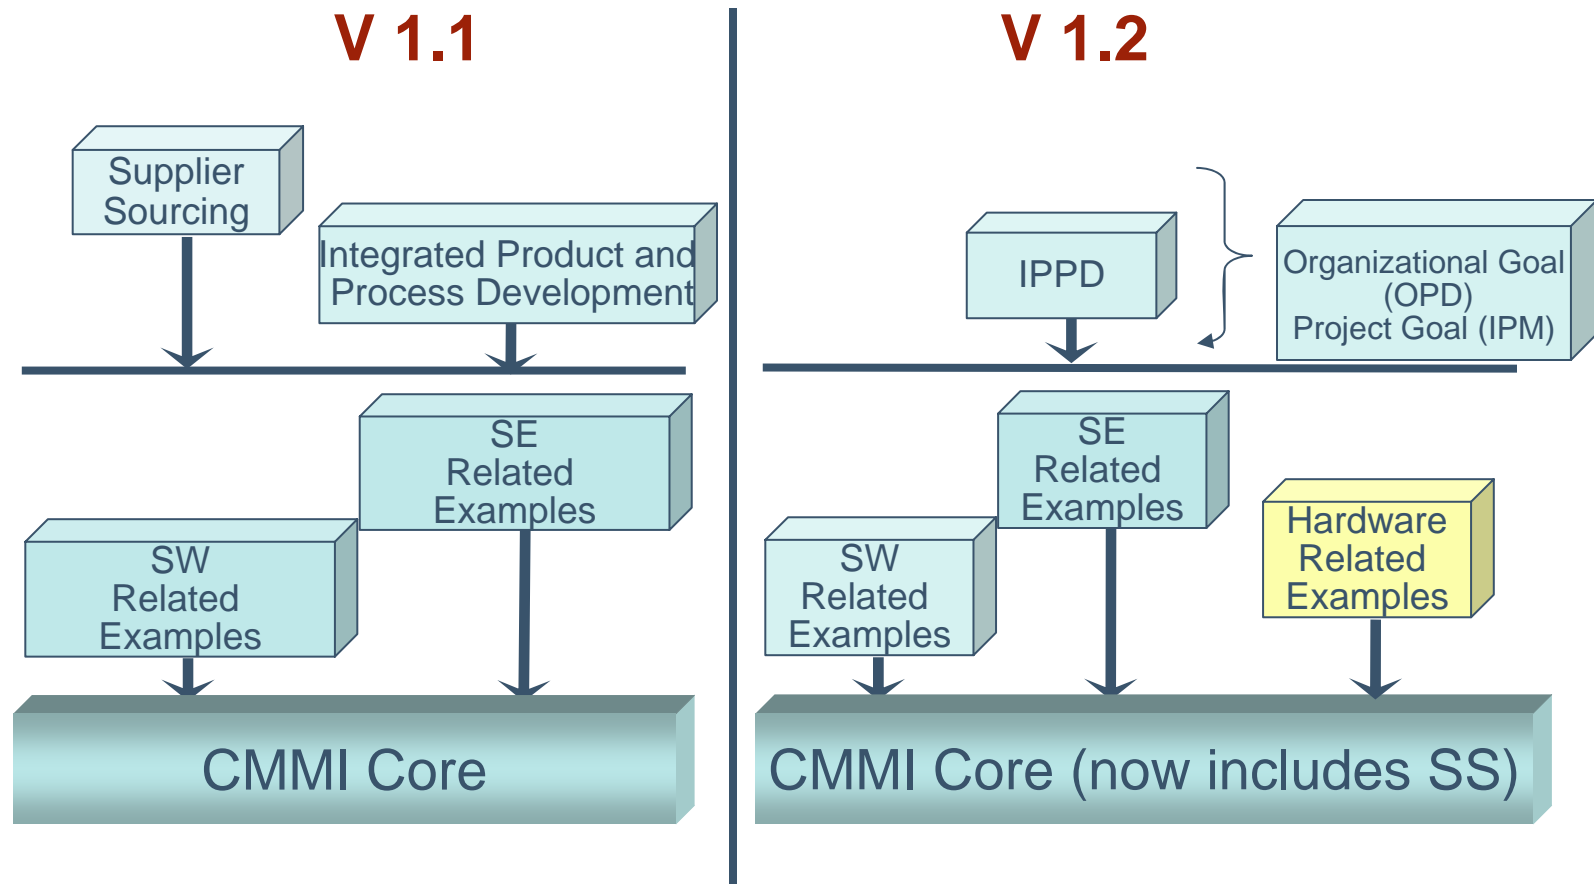 V 1.1
Supplier
Sourcing
Integrated Product and
Process Development
SE
Related
Examples
SW
Related
Examples
CMMI Core
V 1.2
IPPD
Organizational Goal
(OPD)
Project Goal (IPM)
SE
Related
Examples
SW
Related
Examples
Hardware
Related
Examples
CMMI Core (now includes SS)